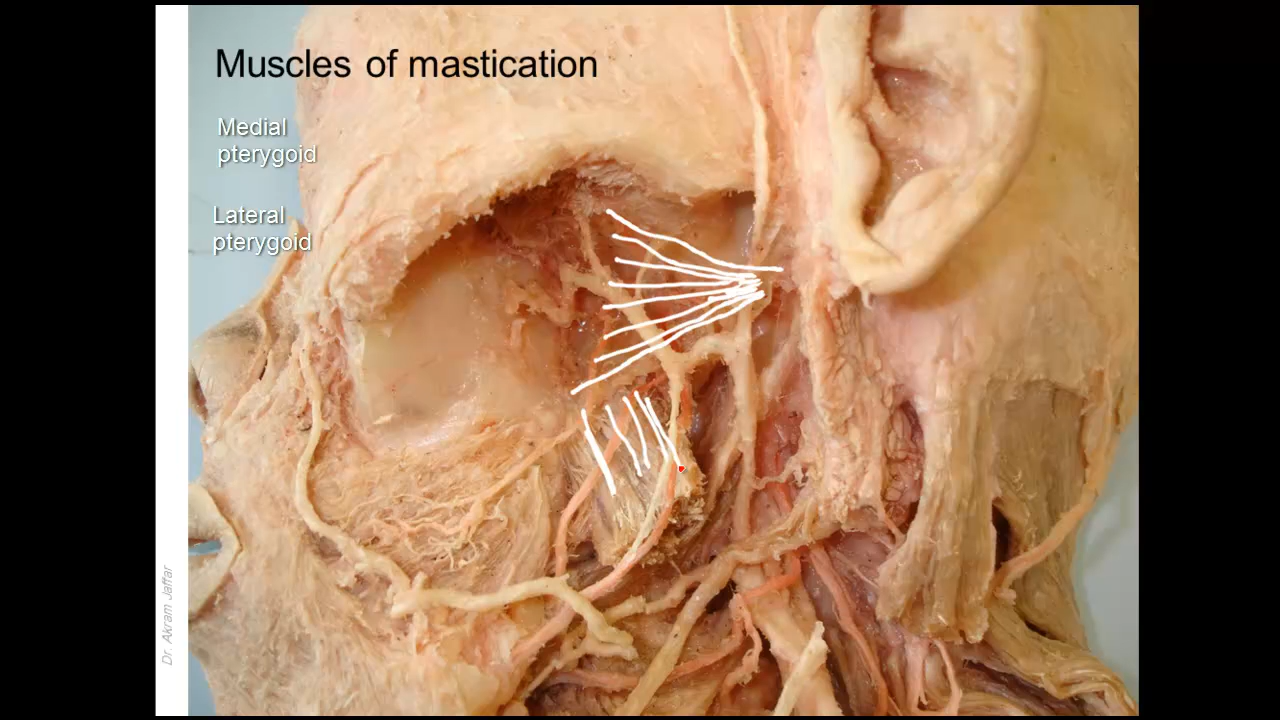 Muscles of mastication
Medial
pterygoid
Lateral
pterygoid
Dr. Akram Jaffar